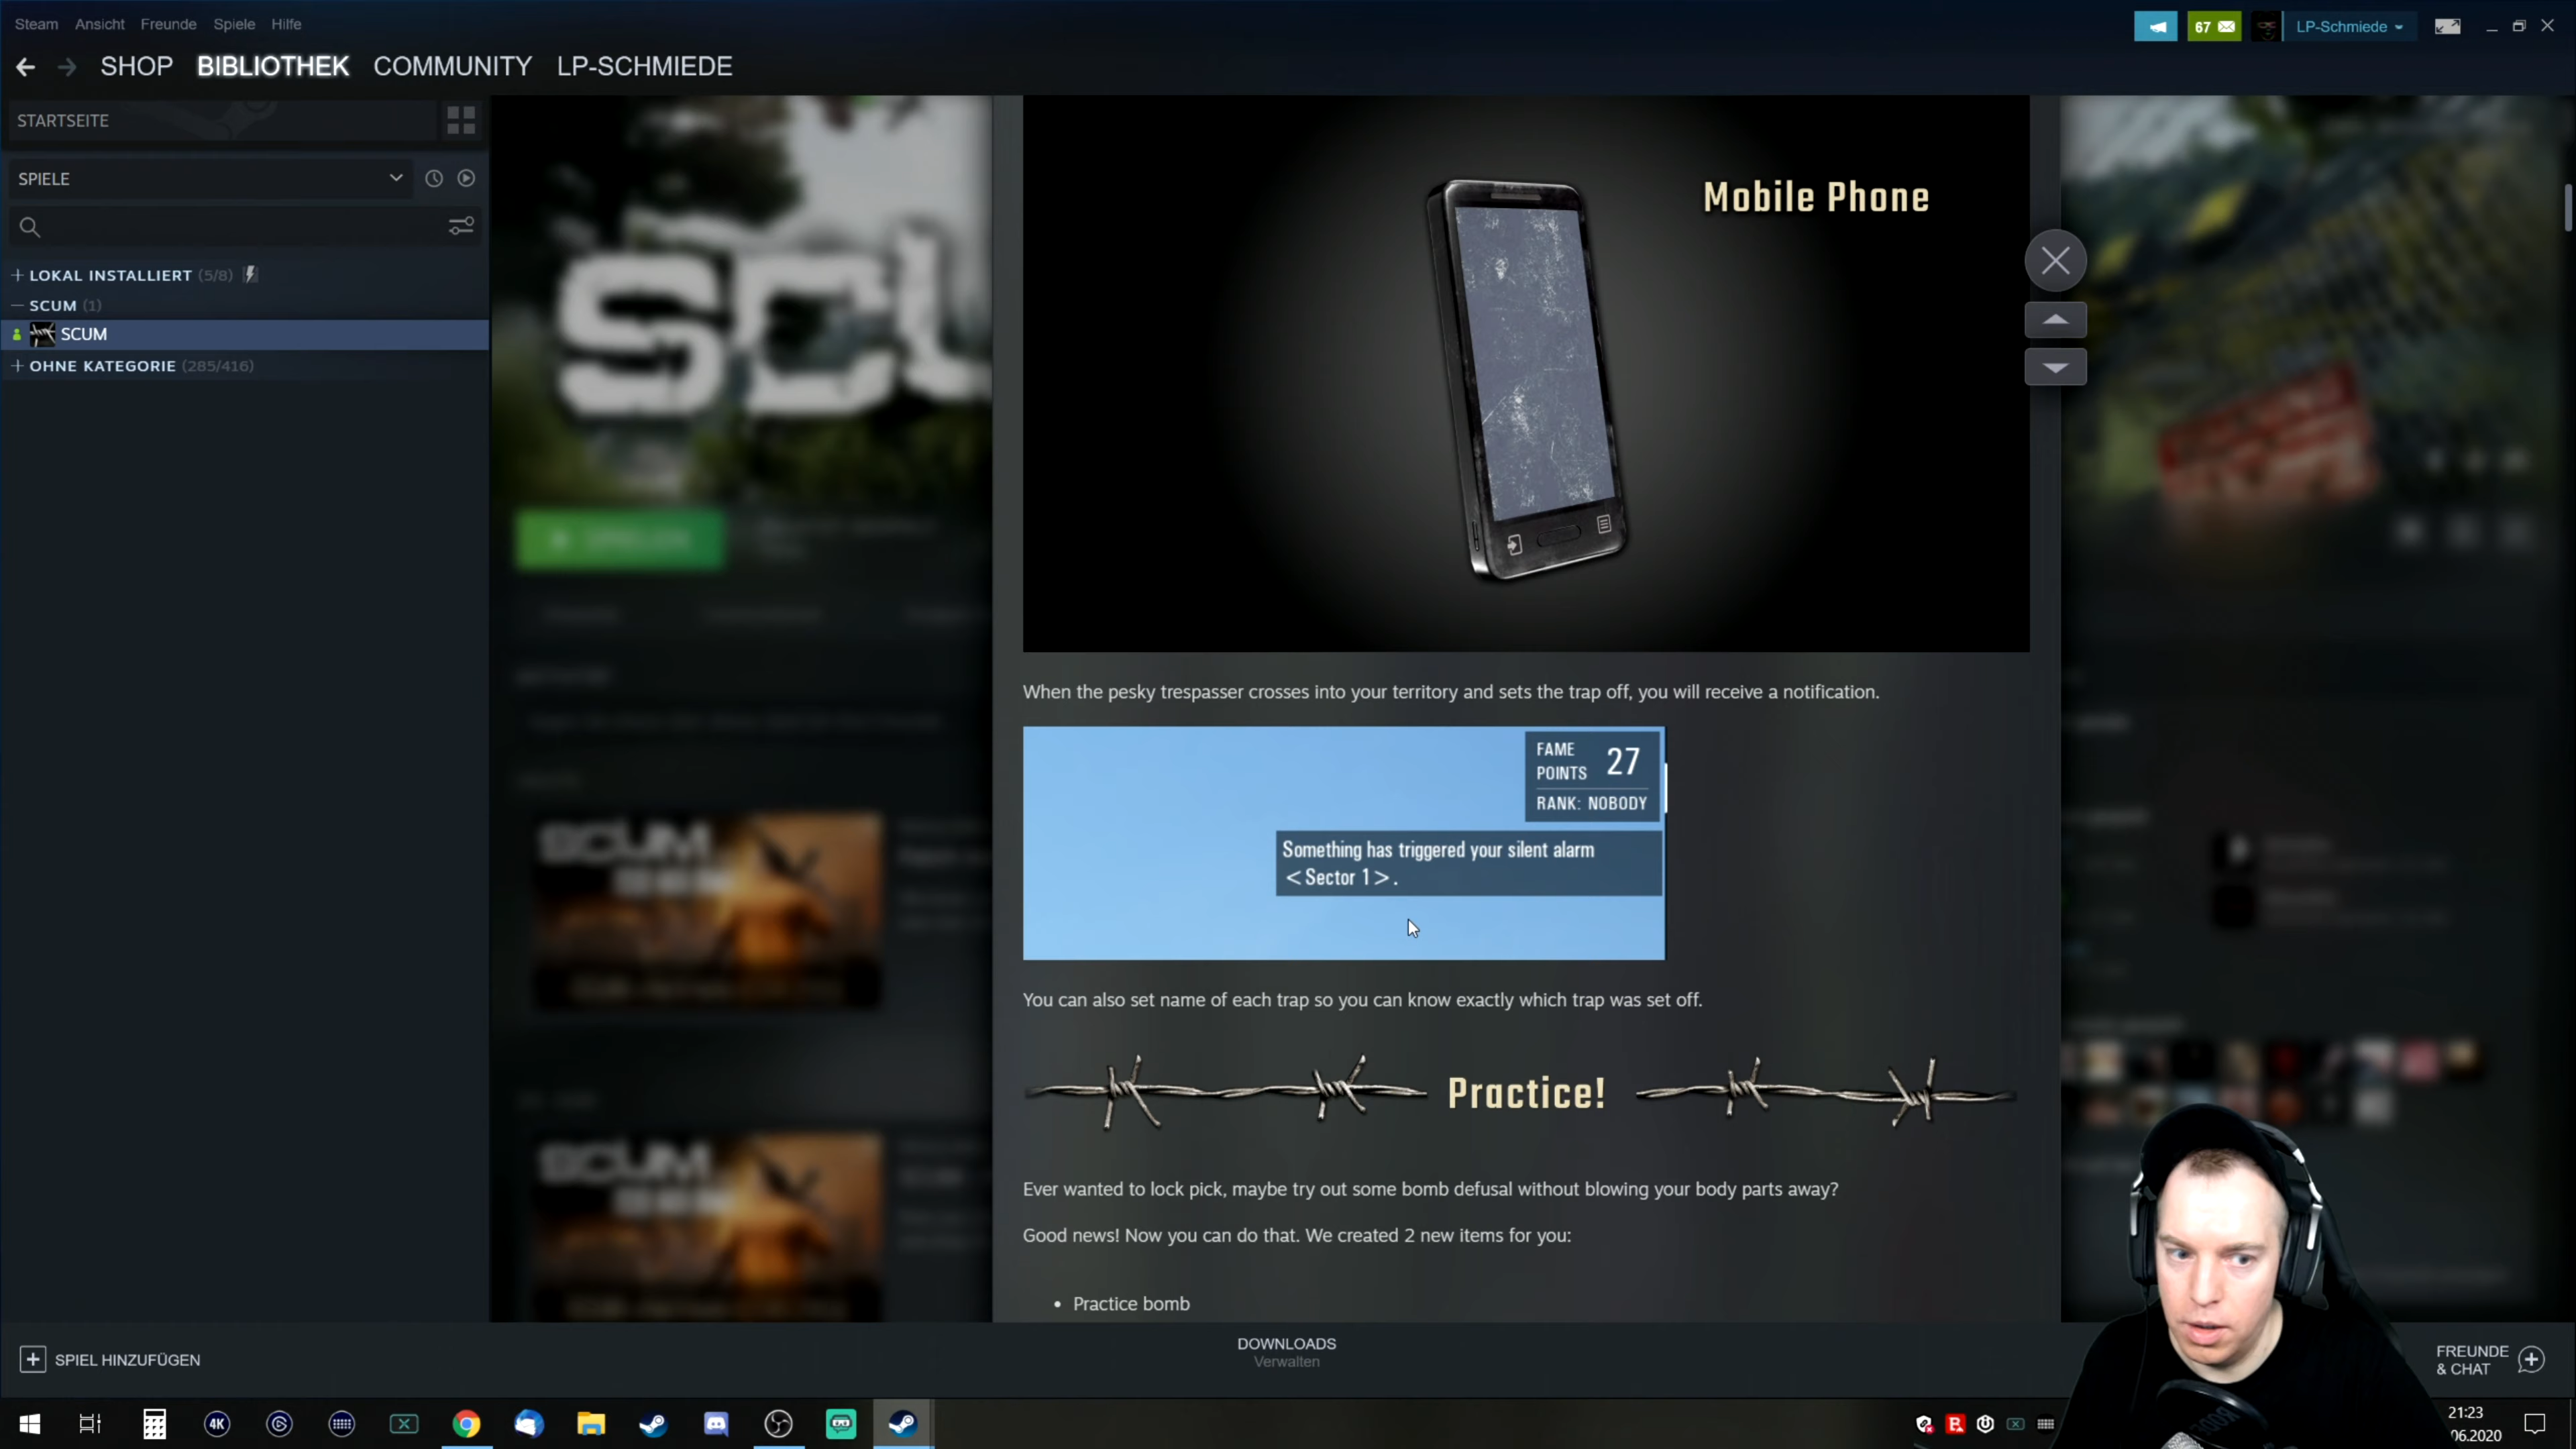 Steam Ansicht Freunde Spiele Hilfe
67
LP-Schmiede
SHOP BIBLIOTHEK COMMUNITY LP-SCHMIEDE
STARTSEITE
SPIELE
LOKAL INSTALLIERT (5/8)
SCUM (1)
SCUM
OHNE KATEGORIE (285/416)
SPIELEN
Mobile Phone
When the pesky trespasser crosses into your territory and sets the trap off, you will receive a notification.
FAME
POINTS 27
RANK: NOBODY
Something has triggered your silent alarm
<Sector 1>.
You can also set name of each trap so you can know exactly which trap was set off.
Practice!
Ever wanted to lock pick, maybe try out some bomb defusal without blowing your body parts away?
Good news! Now you can do that. We created 2 new items for you:
• Practice bomb
SCUM
SCUM
SPIEL HINZUFÜGEN
DOWNLOADS
Verwalten
FREUNDE
& CHAT
4K
21:23
06.2020